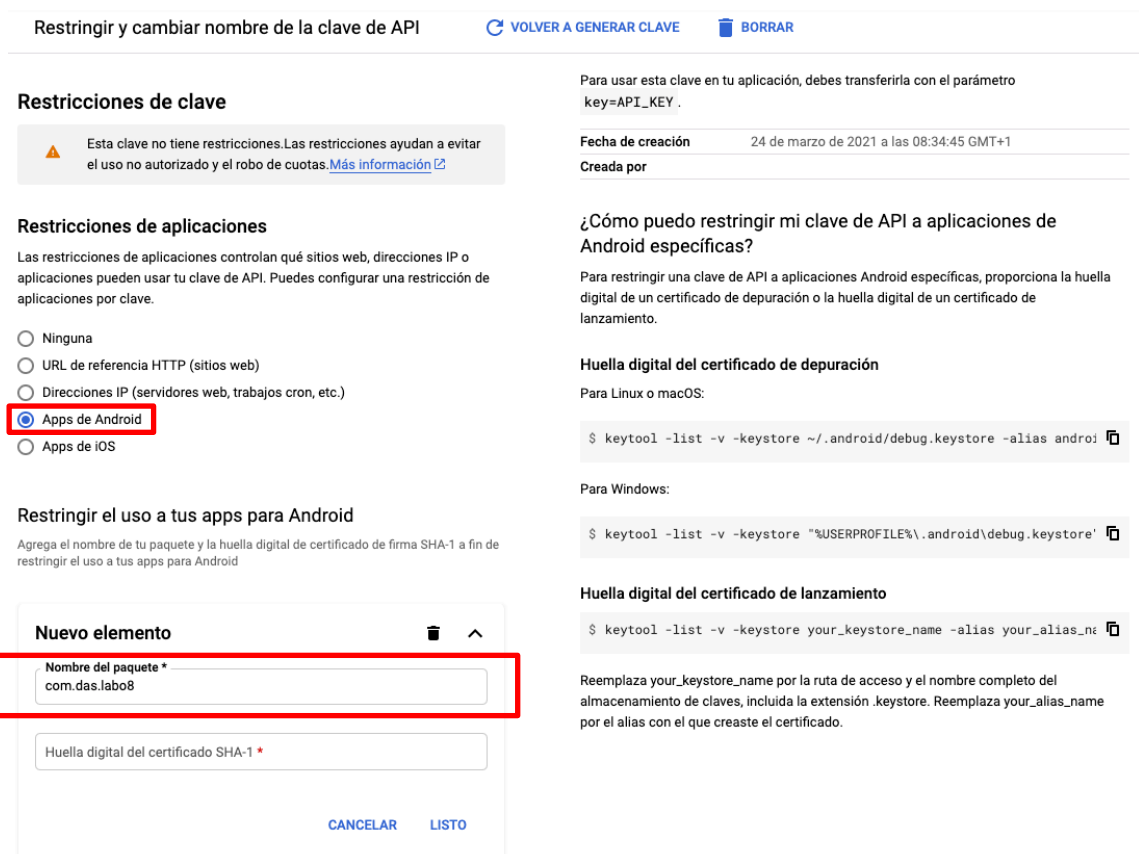 Restringir y cambiar nombre de la clave de API
VOLVER A GENERAR CLAVE
BORRAR
Restricciones de clave
Esta clave no tiene restricciones.Las restricciones ayudan a evitar
el uso no autorizado y el robo de cuotas.Más información
Restricciones de aplicaciones
Las restricciones de aplicaciones controlan qué sitios web, direcciones IP o
aplicaciones pueden usar tu clave de API. Puedes configurar una restricción de
aplicaciones por clave.
Ninguna
URL de referencia HTTP (sitios web)
Direcciones IP (servidores web, trabajos cron, etc.)
Apps de Android
Apps de iOS
Restringir el uso a tus apps para Android
Agrega el nombre de tu paquete y la huella digital de certificado de firma SHA-1 a fin de
restringir el uso a tus apps para Android
Nuevo elemento
Nombre del paquete *
com.das.labo8
Huella digital del certificado SHA-1 *
CANCELAR
LISTO
Para usar esta clave en tu aplicación, debes transferirla con el parámetro
key=API_KEY.
Fecha de creación 24 de marzo de 2021 a las 08:34:45 GMT+1
Creada por
¿Cómo puedo restringir mi clave de API a aplicaciones de
Android específicas?
Para restringir una clave de API a aplicaciones Android específicas, proporciona la huella
digital de un certificado de depuración o la huella digital de un certificado de
lanzamiento.
Huella digital del certificado de depuración
Para Linux o macOS:
$ keytool -list -v -keystore ~/.android/debug.keystore -alias androi
Para Windows:
$ keytool -list -v -keystore "%USERPROFILE%\.android\debug.keystore"
Huella digital del certificado de lanzamiento
$ keytool -list -v -keystore your_keystore_name -alias your_alias_na
Reemplaza your_keystore_name por la ruta de acceso y el nombre completo del
almacenamiento de claves, incluida la extensión .keystore. Reemplaza your_alias_name
por el alias con el que creaste el certificado.